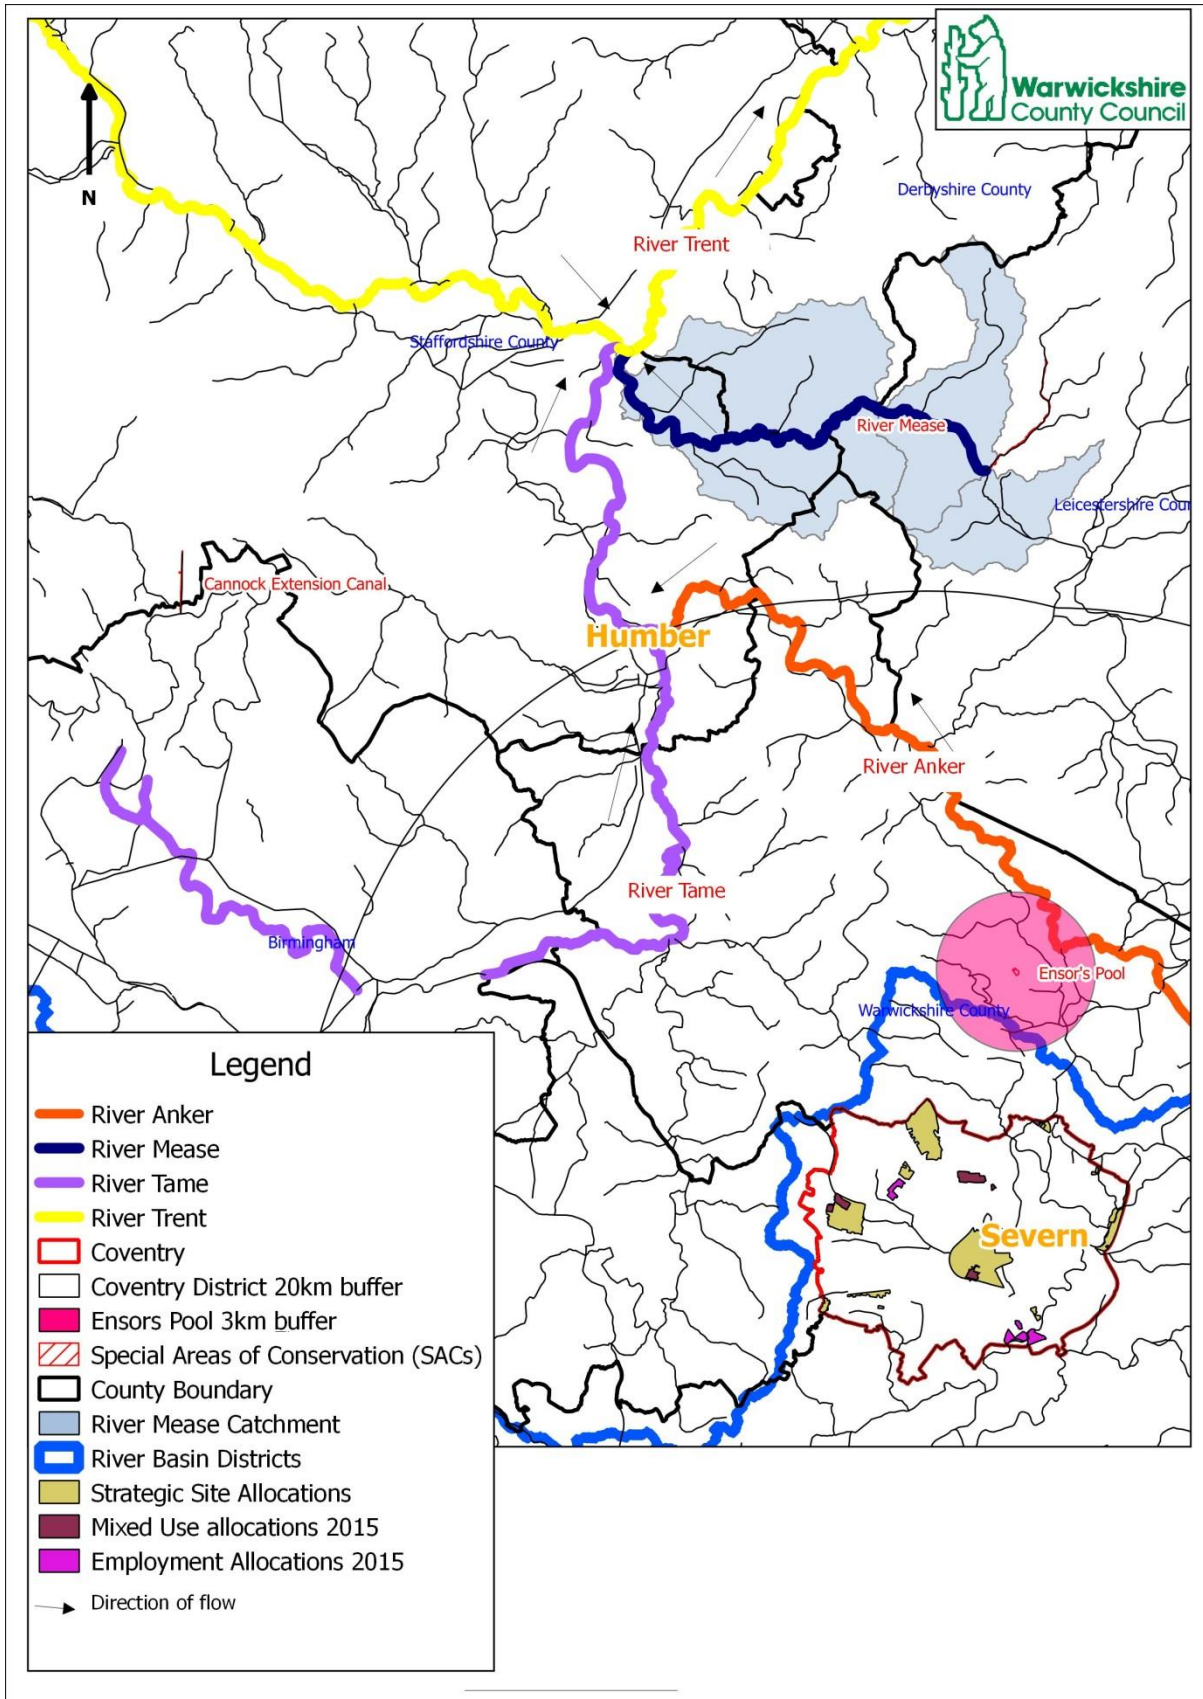 Warwickshire
County Council
N
Derbyshire County
River Trent
Staffordshire County
River Mease
Leicestershire Cour
Cannock Extension Canal
Humber
River Anker
River Tame
Birmingham
Ensor's Pool
Warwickshire County
Severn
Legend
River Anker
River Mease
River Tame
River Trent
Coventry
Coventry District 20km buffer
Ensors Pool 3km buffer
Special Areas of Conservation (SACs)
County Boundary
River Mease Catchment
River Basin Districts
Strategic Site Allocations
Mixed Use allocations 2015
Employment Allocations 2015
Direction of flow